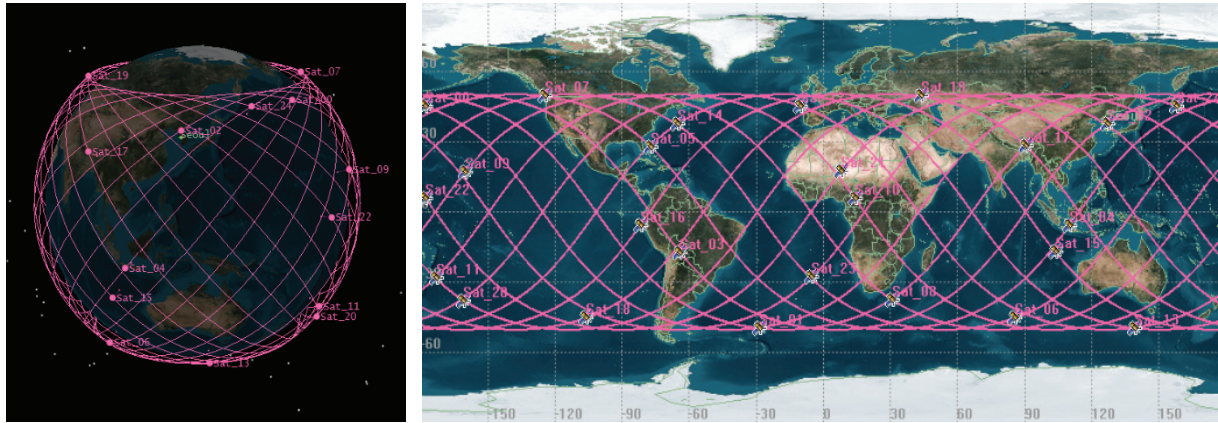 Sat_19
Sat_07
Sat_24
Sat_02
Seoul
Sat_17
Sat_09
Sat_22
Sat_04
Sat_15
Sat_11
Sat_20
Sat_06
Sat_13
60
Sat_07
Sat_19
Sat_14
Sat_02
30
Sat_05
Sat_17
Sat_09
Sat_21
Sat_22
Sat_10
Sat_16
Sat_04
Sat_03
Sat_15
Sat_11
Sat_23
Sat_20
Sat_08
Sat_18
Sat_06
Sat_01
Sat_13
-60
-150 -120 -90 -60 -30 0 30 60 90 120 150